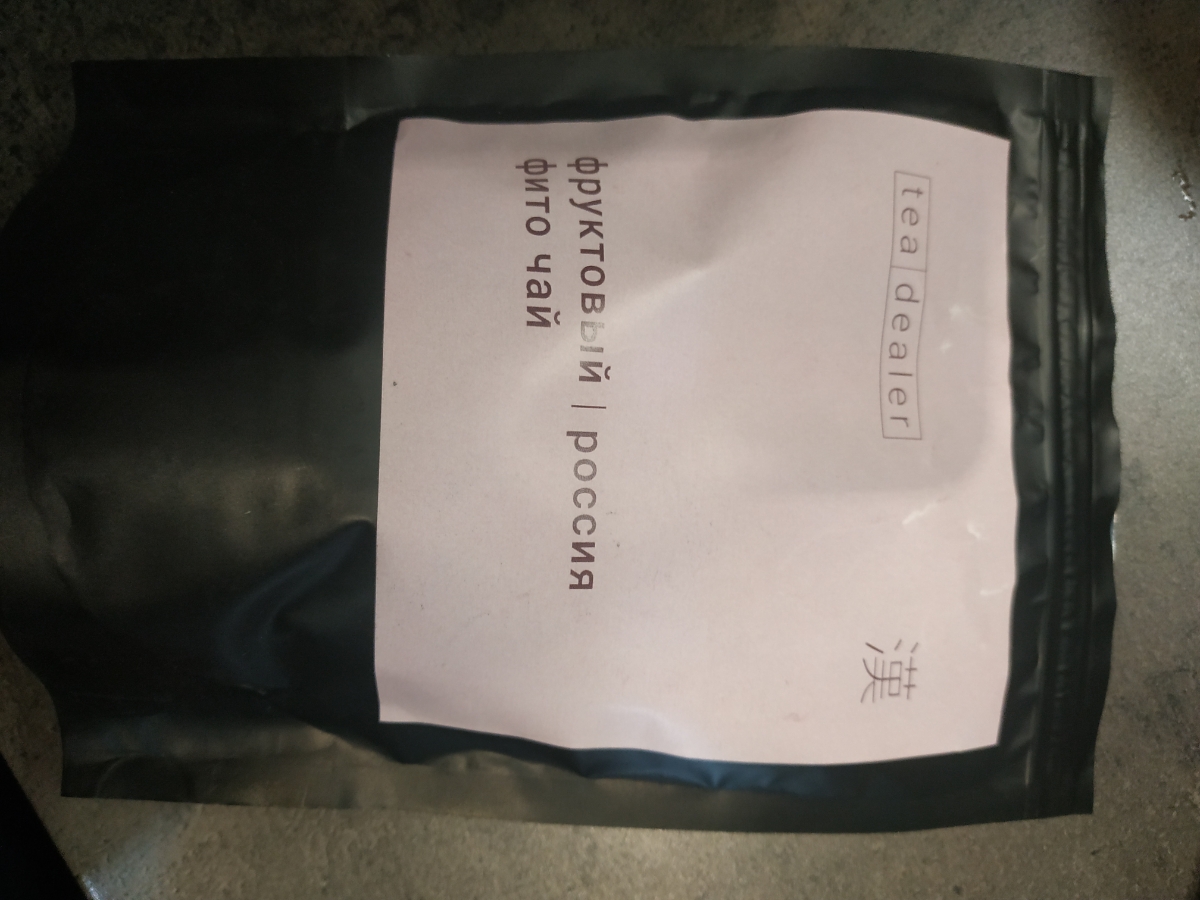 tea dealer
漢
фруктовый | россия
фито чай